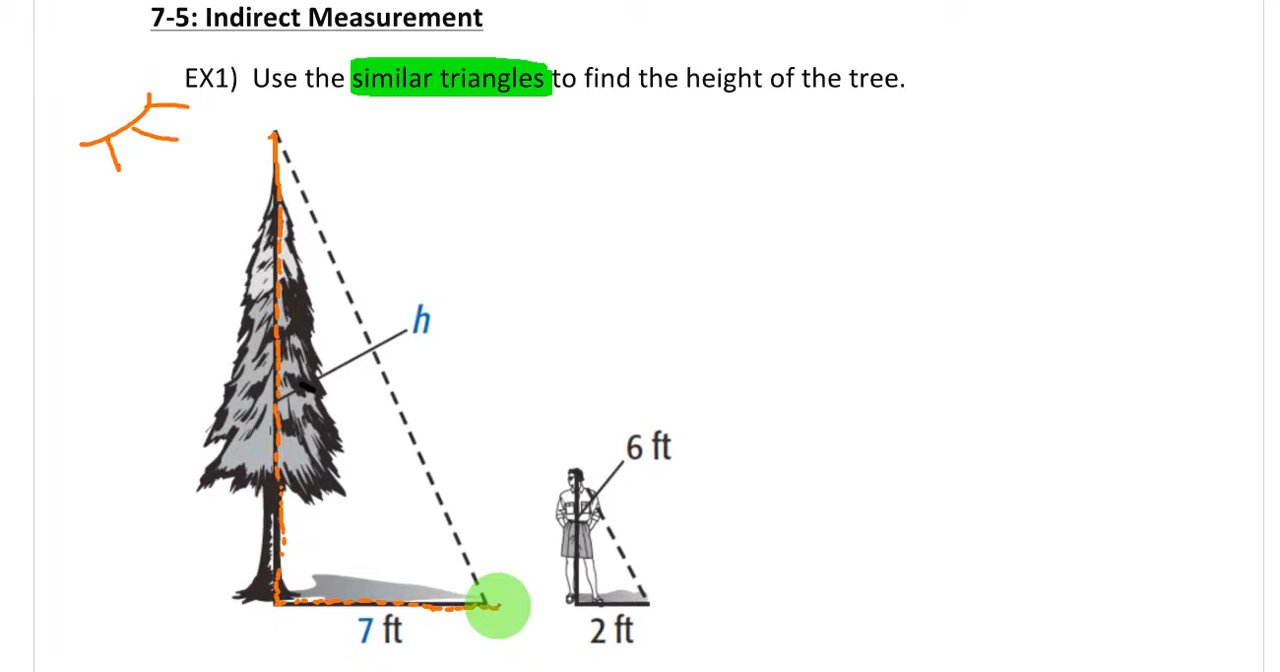 7-5: Indirect Measurement
EX1) Use the similar triangles to find the height of the tree.
h
6 ft
7 ft
2 ft